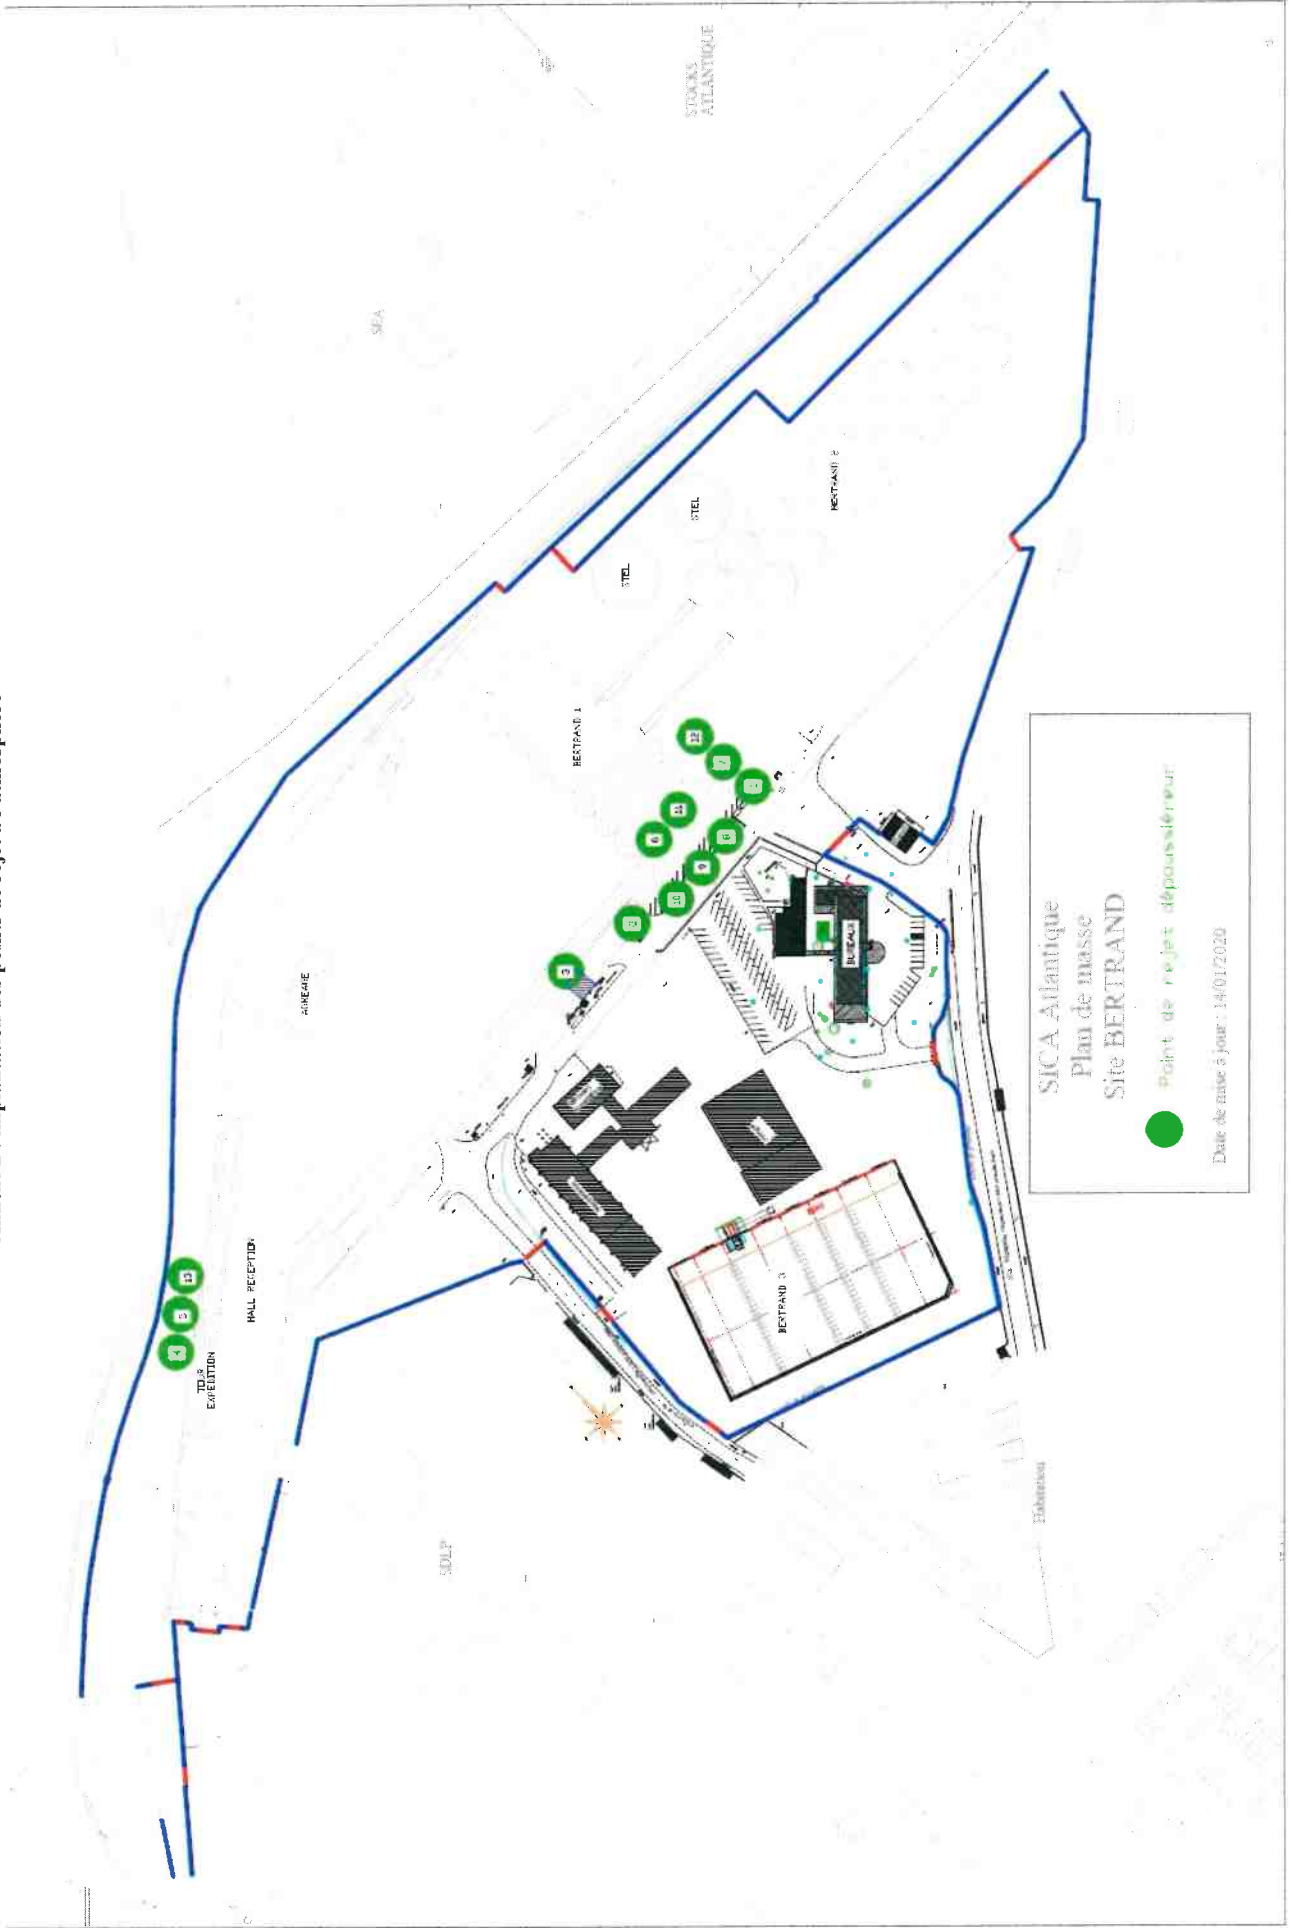 STOCKS
ATLANTIQUE
SEA
STEL
STEL
BERTRAND 2
BERTRAND 1
12
7
1
11
6
8
9
10
2
3
AGREAGE
BUREAUX
HALL RECEPTION
13
5
4
TOUR
EXPEDITION
BERTRAND 3
SDLP
Habitation
SICA Atlantique
Plan de masse
Site BERTRAND
Point de rejet dépoussiéreur
Date de mise à jour : 14/01/2020